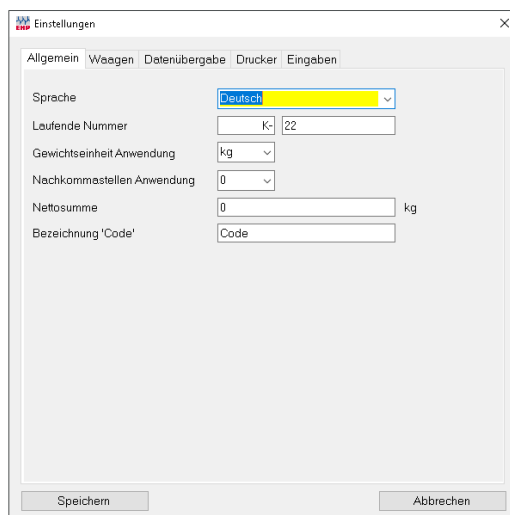 EHP Einstellungen
Allgemein Waagen Datenübergabe Drucker Eingaben
Sprache Deutsch
Laufende Nummer K- 22
Gewichtseinheit Anwendung kg
Nachkommastellen Anwendung 0
Nettosumme 0 kg
Bezeichnung 'Code' Code
Speichern Abbrechen